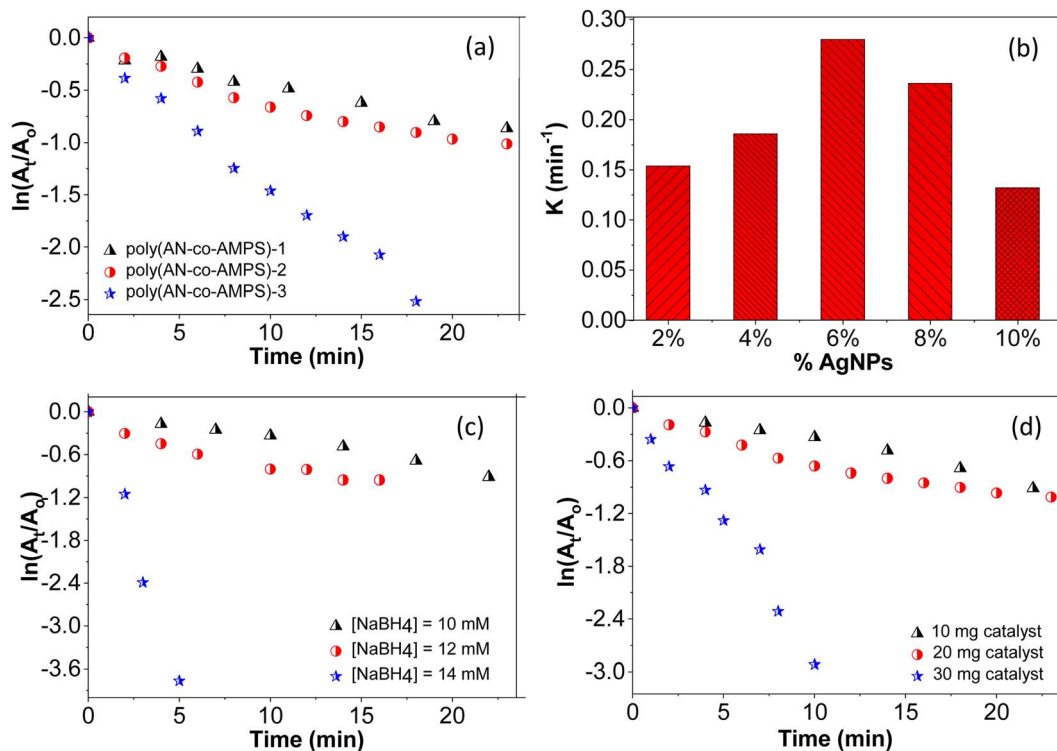 (a)
ln(At/Ao)
0.0
-0.5
-1.0
-1.5
-2.0
-2.5
poly(AN-co-AMPS)-1
poly(AN-co-AMPS)-2
poly(AN-co-AMPS)-3
0 5 10 15 20
Time (min)
(b)
K (min-1)
0.30
0.25
0.20
0.15
0.10
0.05
0.00
2% 4% 6% 8% 10%
% AgNPs
(c)
ln(At/Ao)
0.0
-0.6
-1.2
-1.8
-2.4
-3.0
-3.6
[NaBH4] = 10 mM
[NaBH4] = 12 mM
[NaBH4] = 14 mM
0 5 10 15 20
Time (min)
(d)
ln(At/Ao)
0.0
-0.6
-1.2
-1.8
-2.4
-3.0
10 mg catalyst
20 mg catalyst
30 mg catalyst
0 5 10 15 20
Time (min)